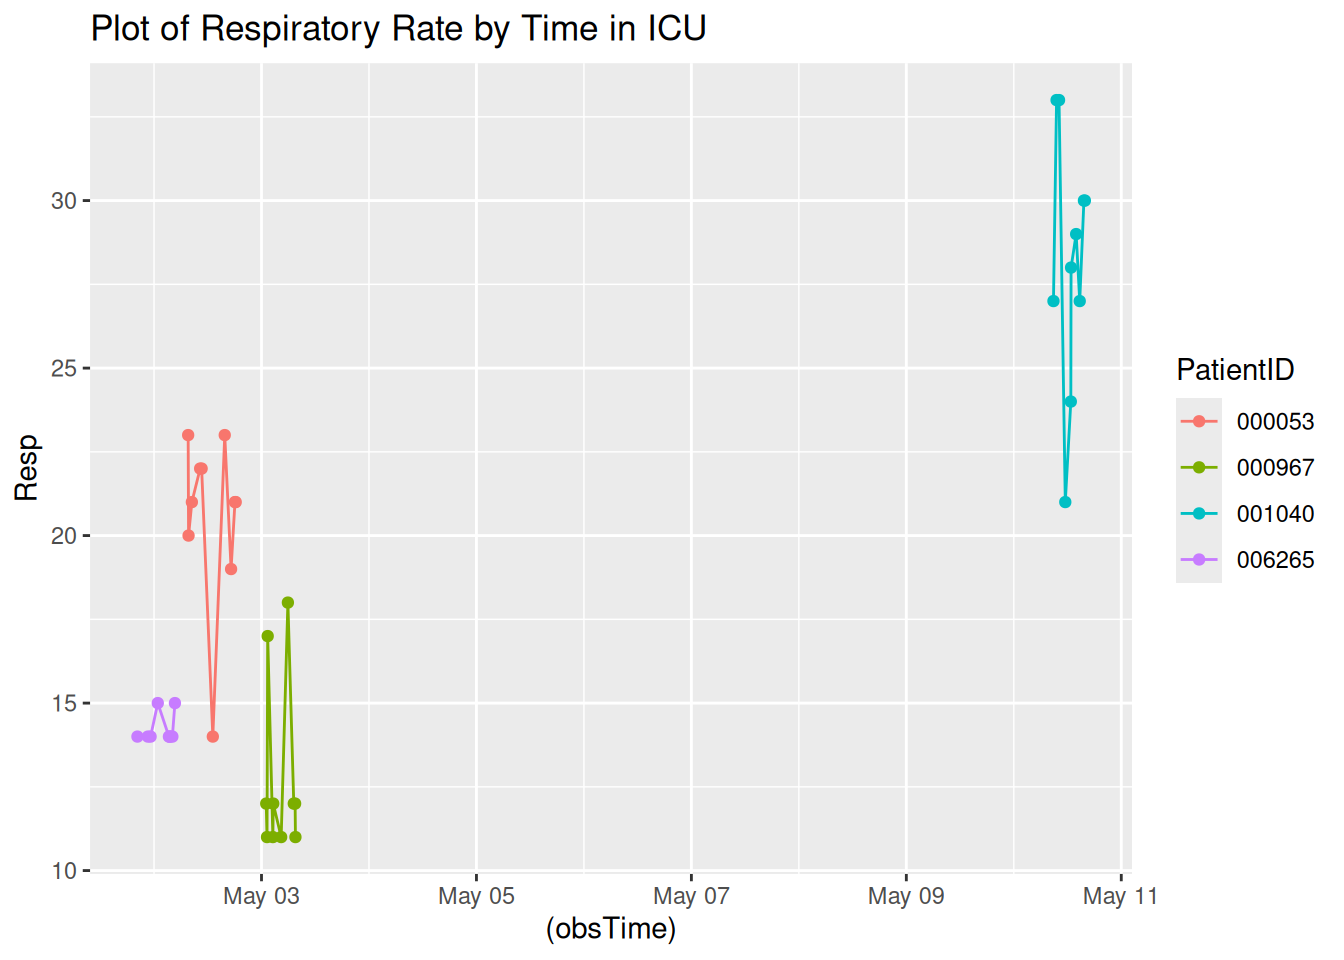 Plot of Respiratory Rate by Time in ICU
Resp
30
25
20
15
10
May 03
May 05
May 07
May 09
May 11
(obsTime)
PatientID
000053
000967
001040
006265